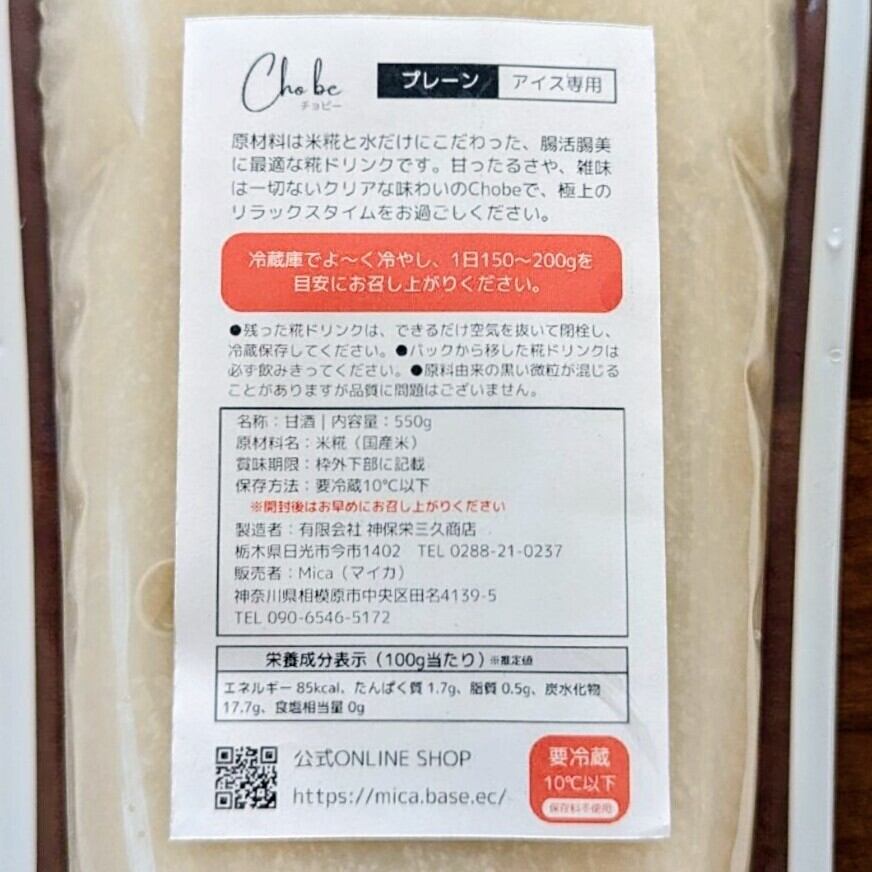 Chobe
チョビー
プレーン アイス専用
原材料は米糀と水だけにこだわった、腸活腸美
に最適な糀ドリンクです。甘ったるさや、雑味
は一切ないクリアな味わいのChobeで、極上の
リラックスタイムをお過ごしください。
冷蔵庫でよ〜く冷やし、1日150〜200gを
目安にお召し上がりください。
●残った糀ドリンクは、できるだけ空気を抜いて閉栓し、
冷蔵保存してください。●パックから移した糀ドリンクは
必ず飲みきってください。●原料由来の黒い微粒が混じる
ことがありますが品質に問題はございません。
名称：甘酒｜内容量：550g
原材料名：米糀（国産米）
賞味期限：枠外下部に記載
保存方法：要冷蔵10℃以下
※開封後はお早めにお召し上がりください
製造者：有限会社 神保栄三久商店
栃木県日光市今市1402 TEL 0288-21-0237
販売者：Mica（マイカ）
神奈川県相模原市中央区田名4139-5
TEL 090-6546-5172
栄養成分表示（100g当たり）※推定値
エネルギー 85kcal、たんぱく質 1.7g、脂質 0.5g、炭水化物
17.7g、食塩相当量 0g
公式ONLINE SHOP
https://mica.base.ec/
要冷蔵
10℃以下
保存料不使用